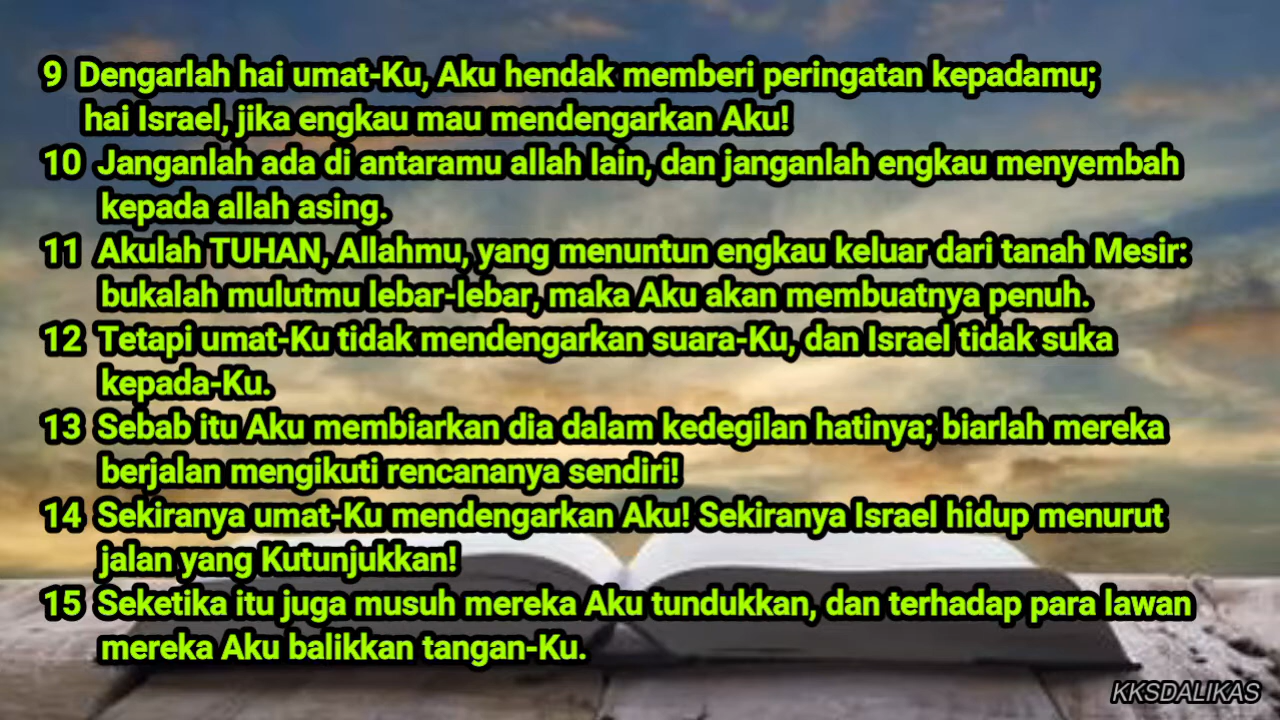 9 Dengarlah hai umat-Ku, Aku hendak memberi peringatan kepadamu;
hai Israel, jika engkau mau mendengarkan Aku!
10 Janganlah ada di antaramu allah lain, dan janganlah engkau menyembah
kepada allah asing.
11 Akulah TUHAN, Allahmu, yang menuntun engkau keluar dari tanah Mesir:
bukalah mulutmu lebar-lebar, maka Aku akan membuatnya penuh.
12 Tetapi umat-Ku tidak mendengarkan suara-Ku, dan Israel tidak suka
kepada-Ku.
13 Sebab itu Aku membiarkan dia dalam kedegilan hatinya; biarlah mereka
berjalan mengikuti rencananya sendiri!
14 Sekiranya umat-Ku mendengarkan Aku! Sekiranya Israel hidup menurut
jalan yang Kutunjukkan!
15 Seketika itu juga musuh mereka Aku tundukkan, dan terhadap para lawan
mereka Aku balikkan tangan-Ku.
KKSDALIKAS